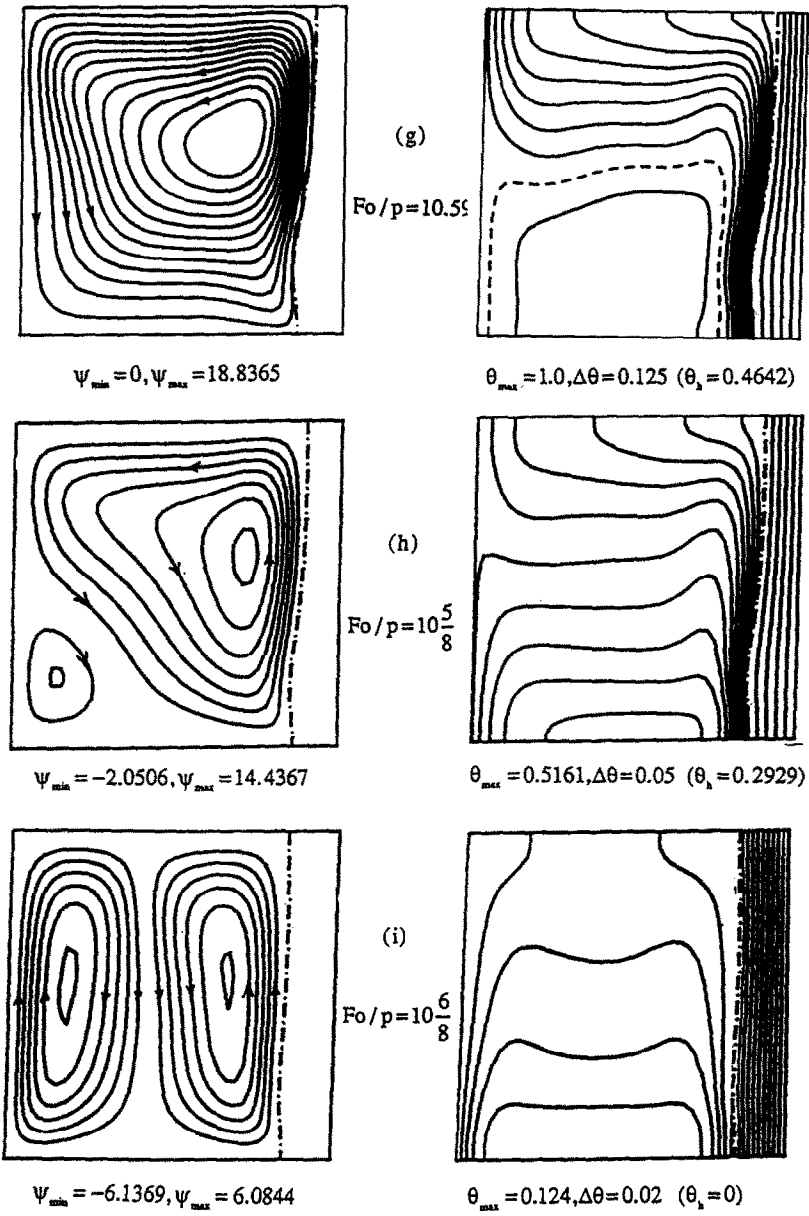 (g)
Fo/p=10.59
ψmin=0,ψmax=18.8365
θmax=1.0,Δθ=0.125 (θh=0.4642)
(h)
Fo/p=10 5/8
ψmin=−2.0506,ψmax=14.4367
θmax=0.5161,Δθ=0.05 (θh=0.2929)
(i)
Fo/p=10 6/8
ψmin=−6.1369,ψmax=6.0844
θmax=0.124,Δθ=0.02 (θh=0)